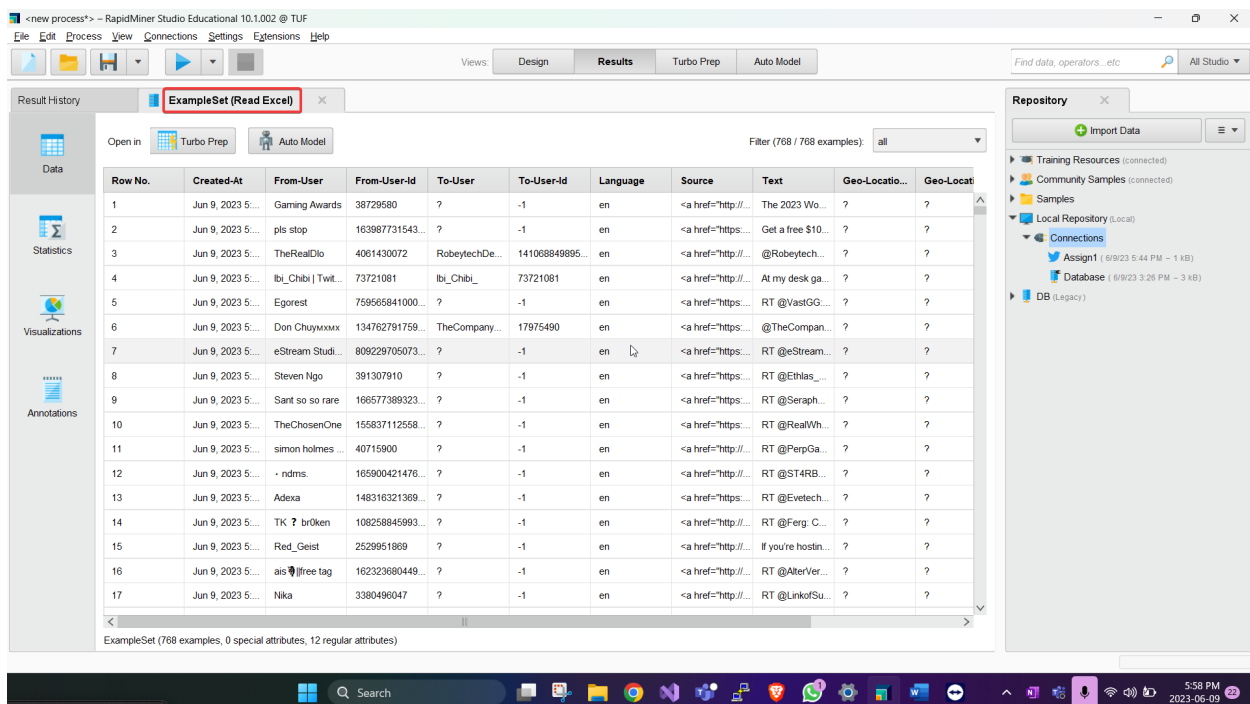 <new process*> – RapidMiner Studio Educational 10.1.002 @ TUF
File Edit Process View Connections Settings Extensions Help
Views: Design Results Turbo Prep Auto Model Find data, operators...etc All Studio
Result History ExampleSet (Read Excel) Repository
Open in Turbo Prep Auto Model Filter (768 / 768 examples): all
Data
Statistics
Visualizations
Annotations
Row No. Created-At From-User From-User-Id To-User To-User-Id Language Source Text Geo-Locatio... Geo-Locati
1 Jun 9, 2023 5:... Gaming Awards 38729580 ? -1 en <a href="http://... The 2023 Wo... ? ?
2 Jun 9, 2023 5:... pls stop 163987731543... ? -1 en <a href="https:... Get a free $10... ? ?
3 Jun 9, 2023 5:... TheRealDlo 4061430072 RobeytechDe... 141068849895... en <a href="http://... @Robeytech... ? ?
4 Jun 9, 2023 5:... Ibi_Chibi | Twit... 73721081 Ibi_Chibi_ 73721081 en <a href="http://... At my desk ga... ? ?
5 Jun 9, 2023 5:... Egorest 759565841000... ? -1 en <a href="https:... RT @VastGG:... ? ?
6 Jun 9, 2023 5:... Don Chuymxmx 134762791759... TheCompany... 17975490 en <a href="https:... @TheCompan... ? ?
7 Jun 9, 2023 5:... eStream Studi... 809229705073... ? -1 en <a href="https:... RT @eStream... ? ?
8 Jun 9, 2023 5:... Steven Ngo 391307910 ? -1 en <a href="https:... RT @Ethlas_... ? ?
9 Jun 9, 2023 5:... Sant so so rare 166577389323... ? -1 en <a href="https:... RT @Seraph... ? ?
10 Jun 9, 2023 5:... TheChosenOne 155837112558... ? -1 en <a href="https:... RT @RealWh... ? ?
11 Jun 9, 2023 5:... simon holmes ... 40715900 ? -1 en <a href="http://... RT @PerpGa... ? ?
12 Jun 9, 2023 5:... · ndms. 165900421476... ? -1 en <a href="http://... RT @ST4RB... ? ?
13 Jun 9, 2023 5:... Adexa 148316321369... ? -1 en <a href="https:... RT @Evetech... ? ?
14 Jun 9, 2023 5:... TK ? br0ken 108258845993... ? -1 en <a href="http://... RT @Ferg: C... ? ?
15 Jun 9, 2023 5:... Red_Geist 2529951869 ? -1 en <a href="http://... If you're hostin... ? ?
16 Jun 9, 2023 5:... ais||free tag 162323680449... ? -1 en <a href="http://... RT @AlterVer... ? ?
17 Jun 9, 2023 5:... Nika 3380496047 ? -1 en <a href="http://... RT @LinkofSu... ? ?
ExampleSet (768 examples, 0 special attributes, 12 regular attributes)
Import Data
Training Resources (connected)
Community Samples (connected)
Samples
Local Repository (Local)
Connections
Assign1 ( 6/9/23 5:44 PM – 1 kB)
Database ( 6/9/23 3:26 PM – 3 kB)
DB (Legacy)
Search
5:58 PM
2023-06-09
22
1